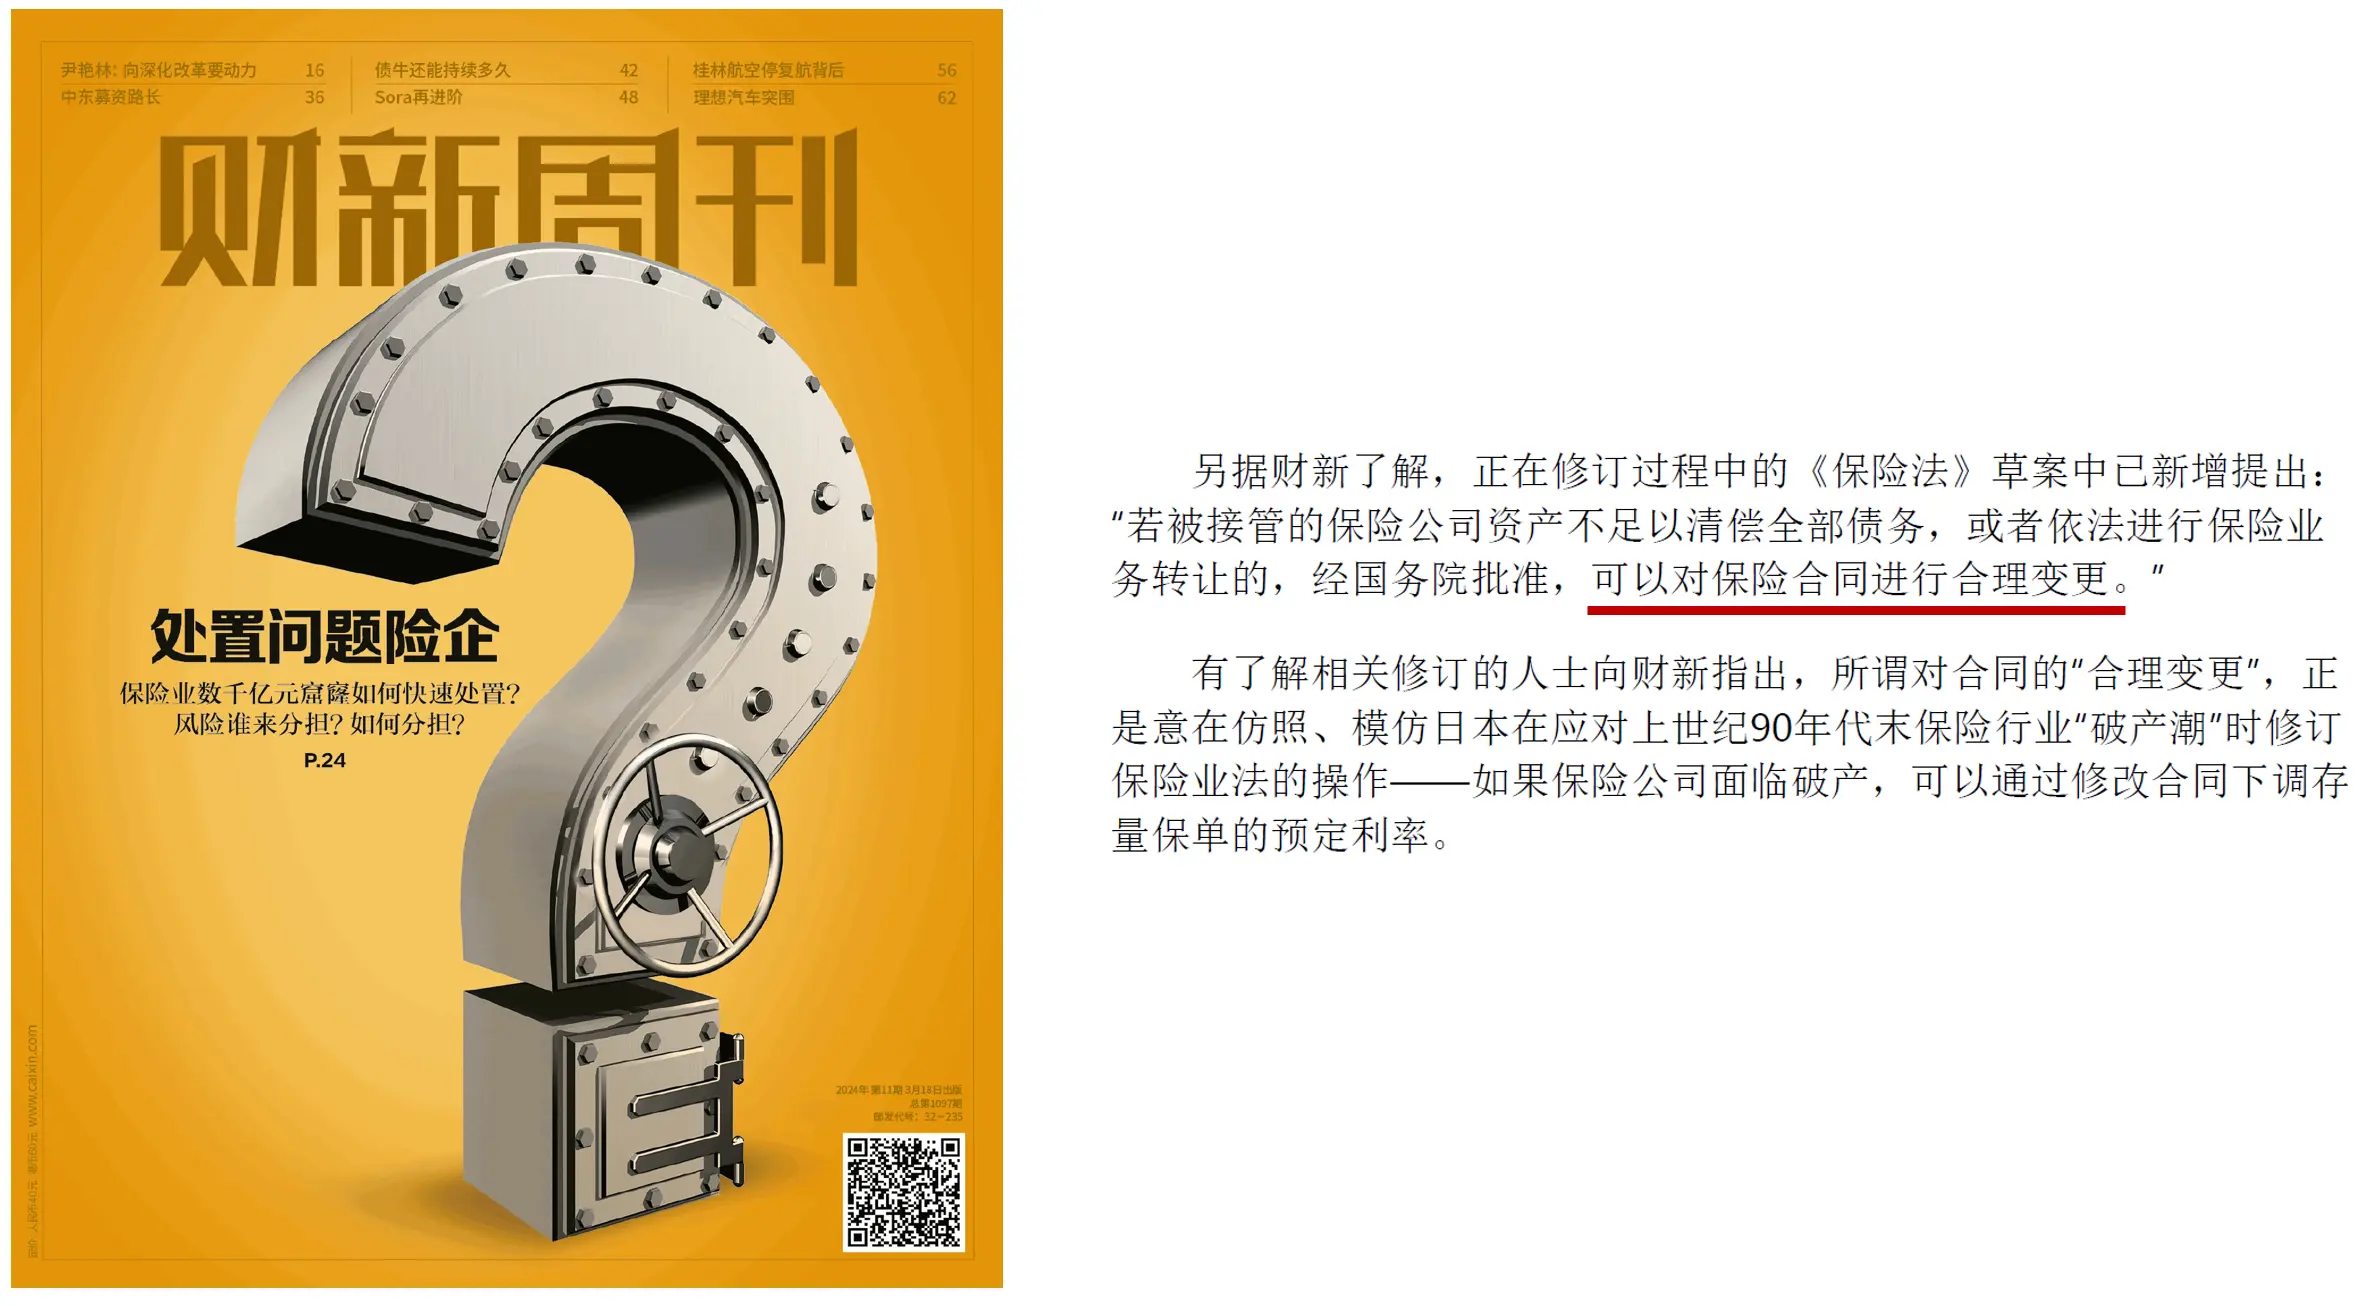 尹艳林：向深化改革要动力 16
中东募资路长 36
债牛还能持续多久 42
Sora再进阶 48
桂林航空停复航背后 56
理想汽车突围 62
财新周刊
处置问题险企
保险业数千亿元窟窿如何快速处置？
风险谁来分担？如何分担？
P.24
www.caixin.com
2024年 第11期 3月18日出版
总第1097期
邮发代号：32-235
另据财新了解，正在修订过程中的《保险法》草案中已新增提出：
“若被接管的保险公司资产不足以清偿全部债务，或者依法进行保险业
务转让的，经国务院批准，可以对保险合同进行合理变更。”
有了解相关修订的人士向财新指出，所谓对合同的“合理变更”，正
是意在仿照、模仿日本在应对上世纪90年代末保险行业“破产潮”时修订
保险业法的操作——如果保险公司面临破产，可以通过修改合同下调存
量保单的预定利率。